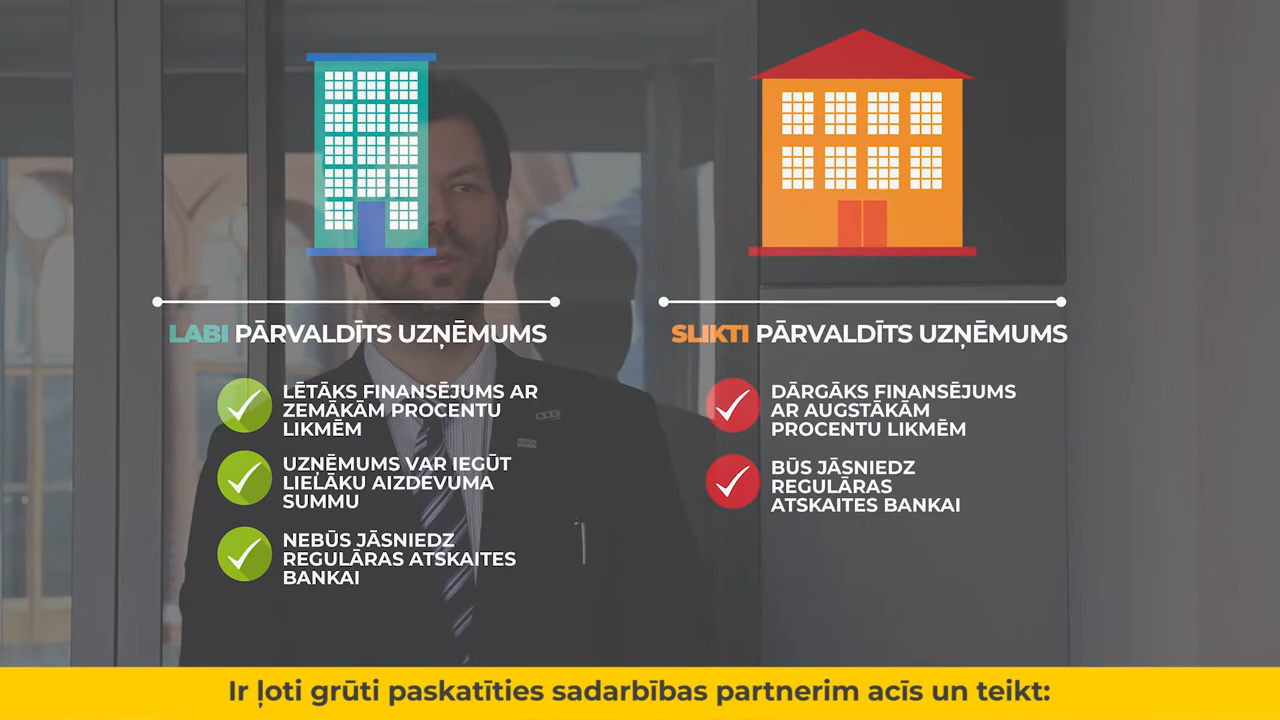 LABI PĀRVALDĪTS UZŅĒMUMS
LĒTĀKS FINANSĒJUMS AR
ZEMĀKĀM PROCENTU
LIKMĒM
UZŅĒMUMS VAR IEGŪT
LIELĀKU AIZDEVUMA
SUMMU
NEBŪS JĀSNIEDZ
REGULĀRAS ATSKAITES
BANKAI
SLIKTI PĀRVALDĪTS UZŅĒMUMS
DĀRGĀKS FINANSĒJUMS
AR AUGSTĀKĀM
PROCENTU LIKMĒM
BŪS JĀSNIEDZ
REGULĀRAS
ATSKAITES BANKAI
Ir ļoti grūti paskatīties sadarbības partnerim acīs un teikt: